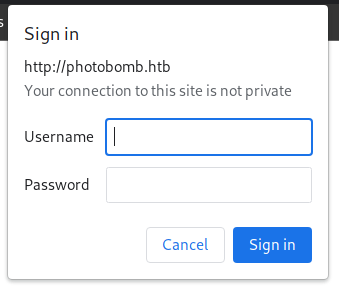 s
Sign in
http://photobomb.htb
Your connection to this site is not private
Username
Password
Cancel Sign in